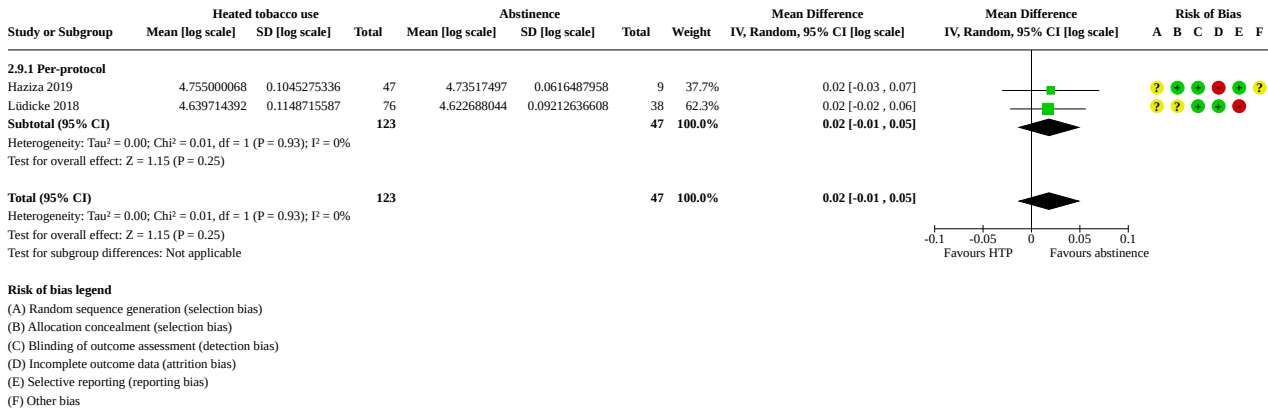 Heated tobacco use Abstinence Mean Difference Mean Difference Risk of Bias
Study or Subgroup Mean [log scale] SD [log scale] Total Mean [log scale] SD [log scale] Total Weight IV, Random, 95% CI [log scale] IV, Random, 95% CI [log scale] A B C D E F
2.9.1 Per-protocol
Haziza 2019 4.755000068 0.1045275336 47 4.73517497 0.0616487958 9 37.7% 0.02 [-0.03 , 0.07] ? + + - + ?
Lüdicke 2018 4.639714392 0.1148715587 76 4.622688044 0.09212636608 38 62.3% 0.02 [-0.02 , 0.06] ? ? + + -
Subtotal (95% CI) 123 47 100.0% 0.02 [-0.01 , 0.05]
Heterogeneity: Tau² = 0.00; Chi² = 0.01, df = 1 (P = 0.93); I² = 0%
Test for overall effect: Z = 1.15 (P = 0.25)
Total (95% CI) 123 47 100.0% 0.02 [-0.01 , 0.05]
Heterogeneity: Tau² = 0.00; Chi² = 0.01, df = 1 (P = 0.93); I² = 0%
Test for overall effect: Z = 1.15 (P = 0.25) -0.1 -0.05 0 0.05 0.1
Test for subgroup differences: Not applicable Favours HTP Favours abstinence
Risk of bias legend
(A) Random sequence generation (selection bias)
(B) Allocation concealment (selection bias)
(C) Blinding of outcome assessment (detection bias)
(D) Incomplete outcome data (attrition bias)
(E) Selective reporting (reporting bias)
(F) Other bias